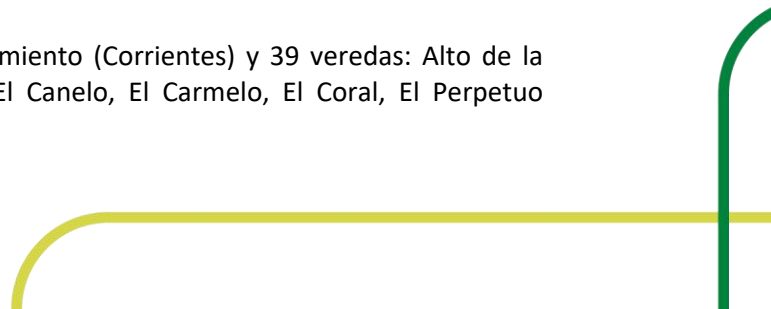 miento (Corrientes) y 39 veredas: Alto de la
El Canelo, El Carmelo, El Coral, El Perpetuo